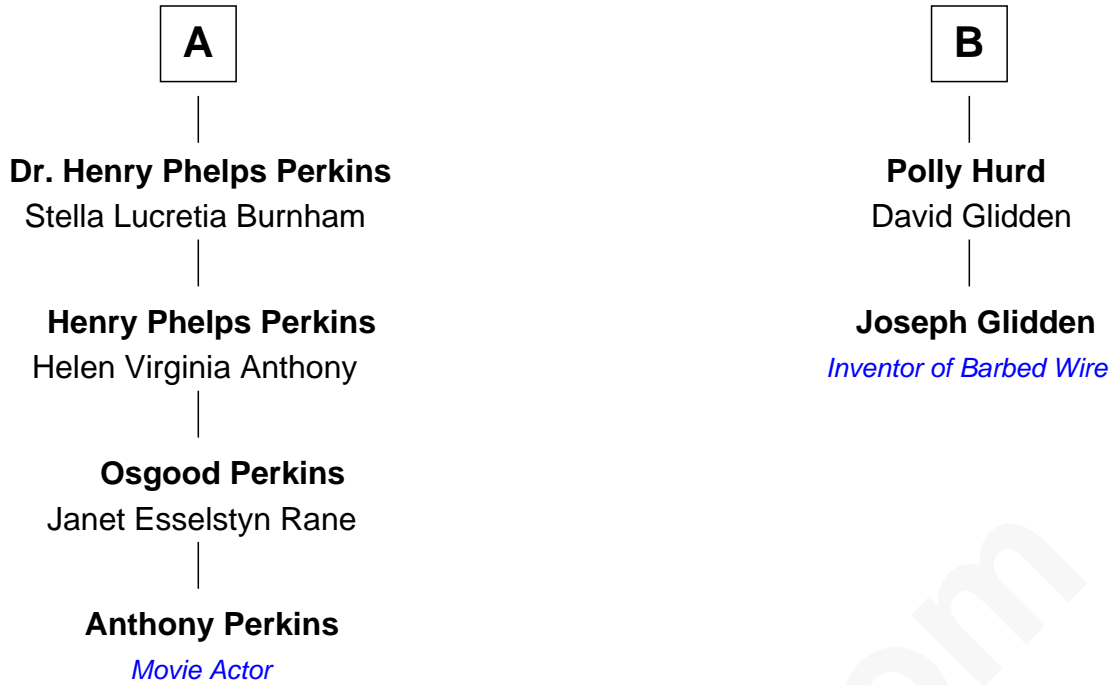 A
Dr. Henry Phelps Perkins
Stella Lucretia Burnham
Henry Phelps Perkins
Helen Virginia Anthony
Osgood Perkins
Janet Esselstyn Rane
Anthony Perkins
Movie Actor
B
Polly Hurd
David Glidden
Joseph Glidden
Inventor of Barbed Wire
om